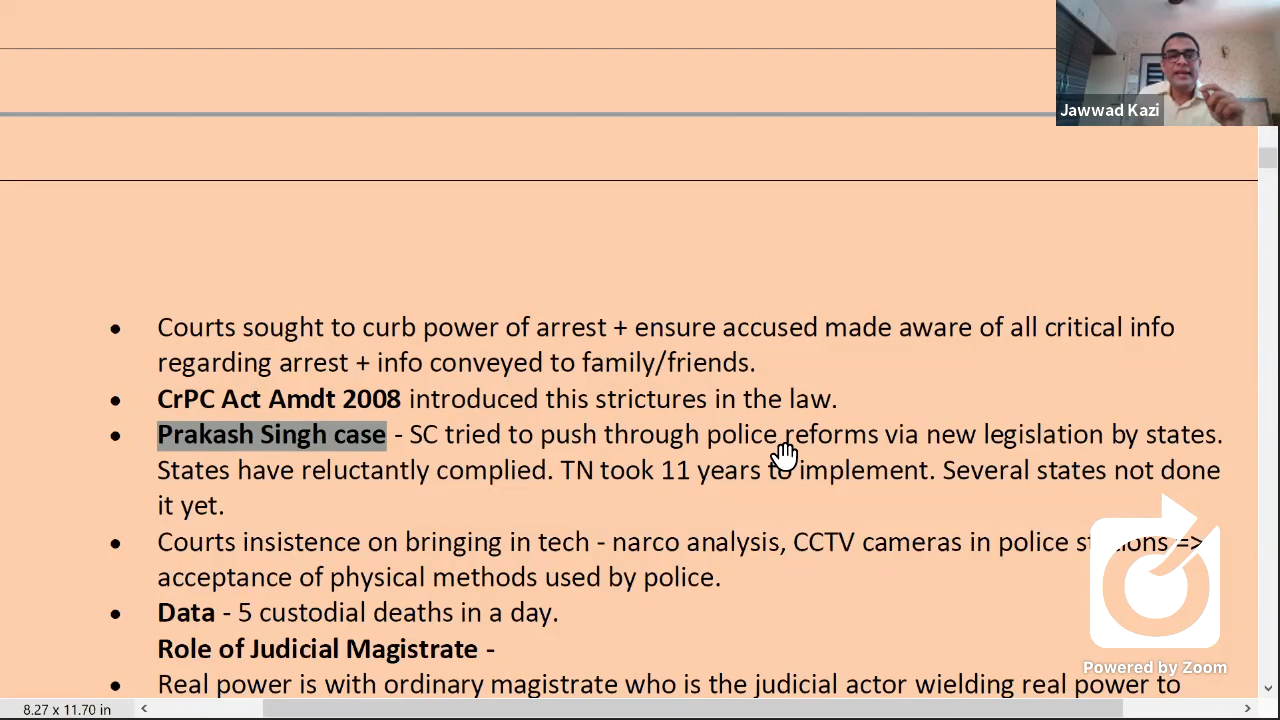 Jawwad Kazi
Courts sought to curb power of arrest + ensure accused made aware of all critical info
regarding arrest + info conveyed to family/friends.
CrPC Act Amdt 2008 introduced this strictures in the law.
Prakash Singh case - SC tried to push through police reforms via new legislation by states.
States have reluctantly complied. TN took 11 years to implement. Several states not done
it yet.
Courts insistence on bringing in tech - narco analysis, CCTV cameras in police stations =>
acceptance of physical methods used by police.
Data - 5 custodial deaths in a day.
Role of Judicial Magistrate -
Real power is with ordinary magistrate who is the judicial actor wielding real power to
Powered by Zoom
8.27 x 11.70 in